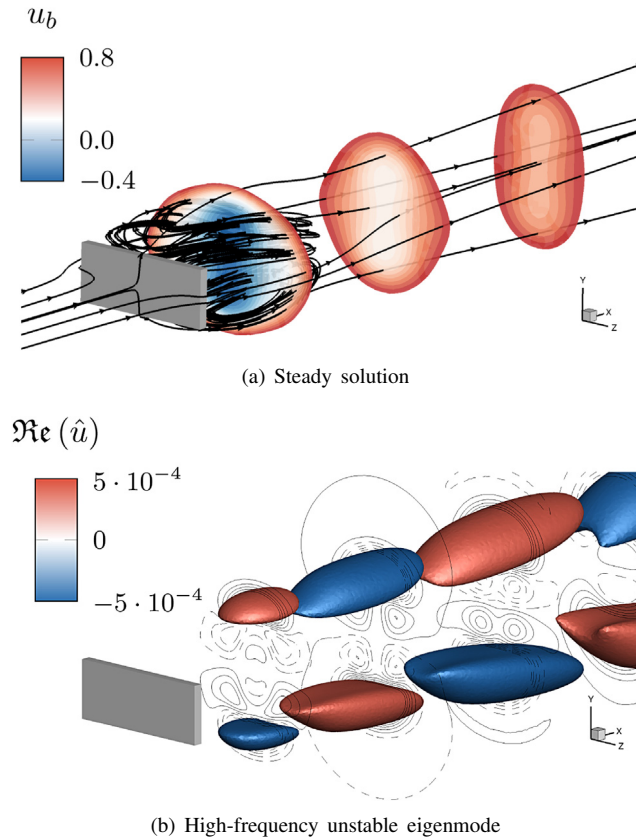 u_b
0.8
0.0
−0.4
Y
X
Z
(a) Steady solution
ℜ𝔢 (û)
5 · 10⁻⁴
0
−5 · 10⁻⁴
Y
X
Z
(b) High-frequency unstable eigenmode